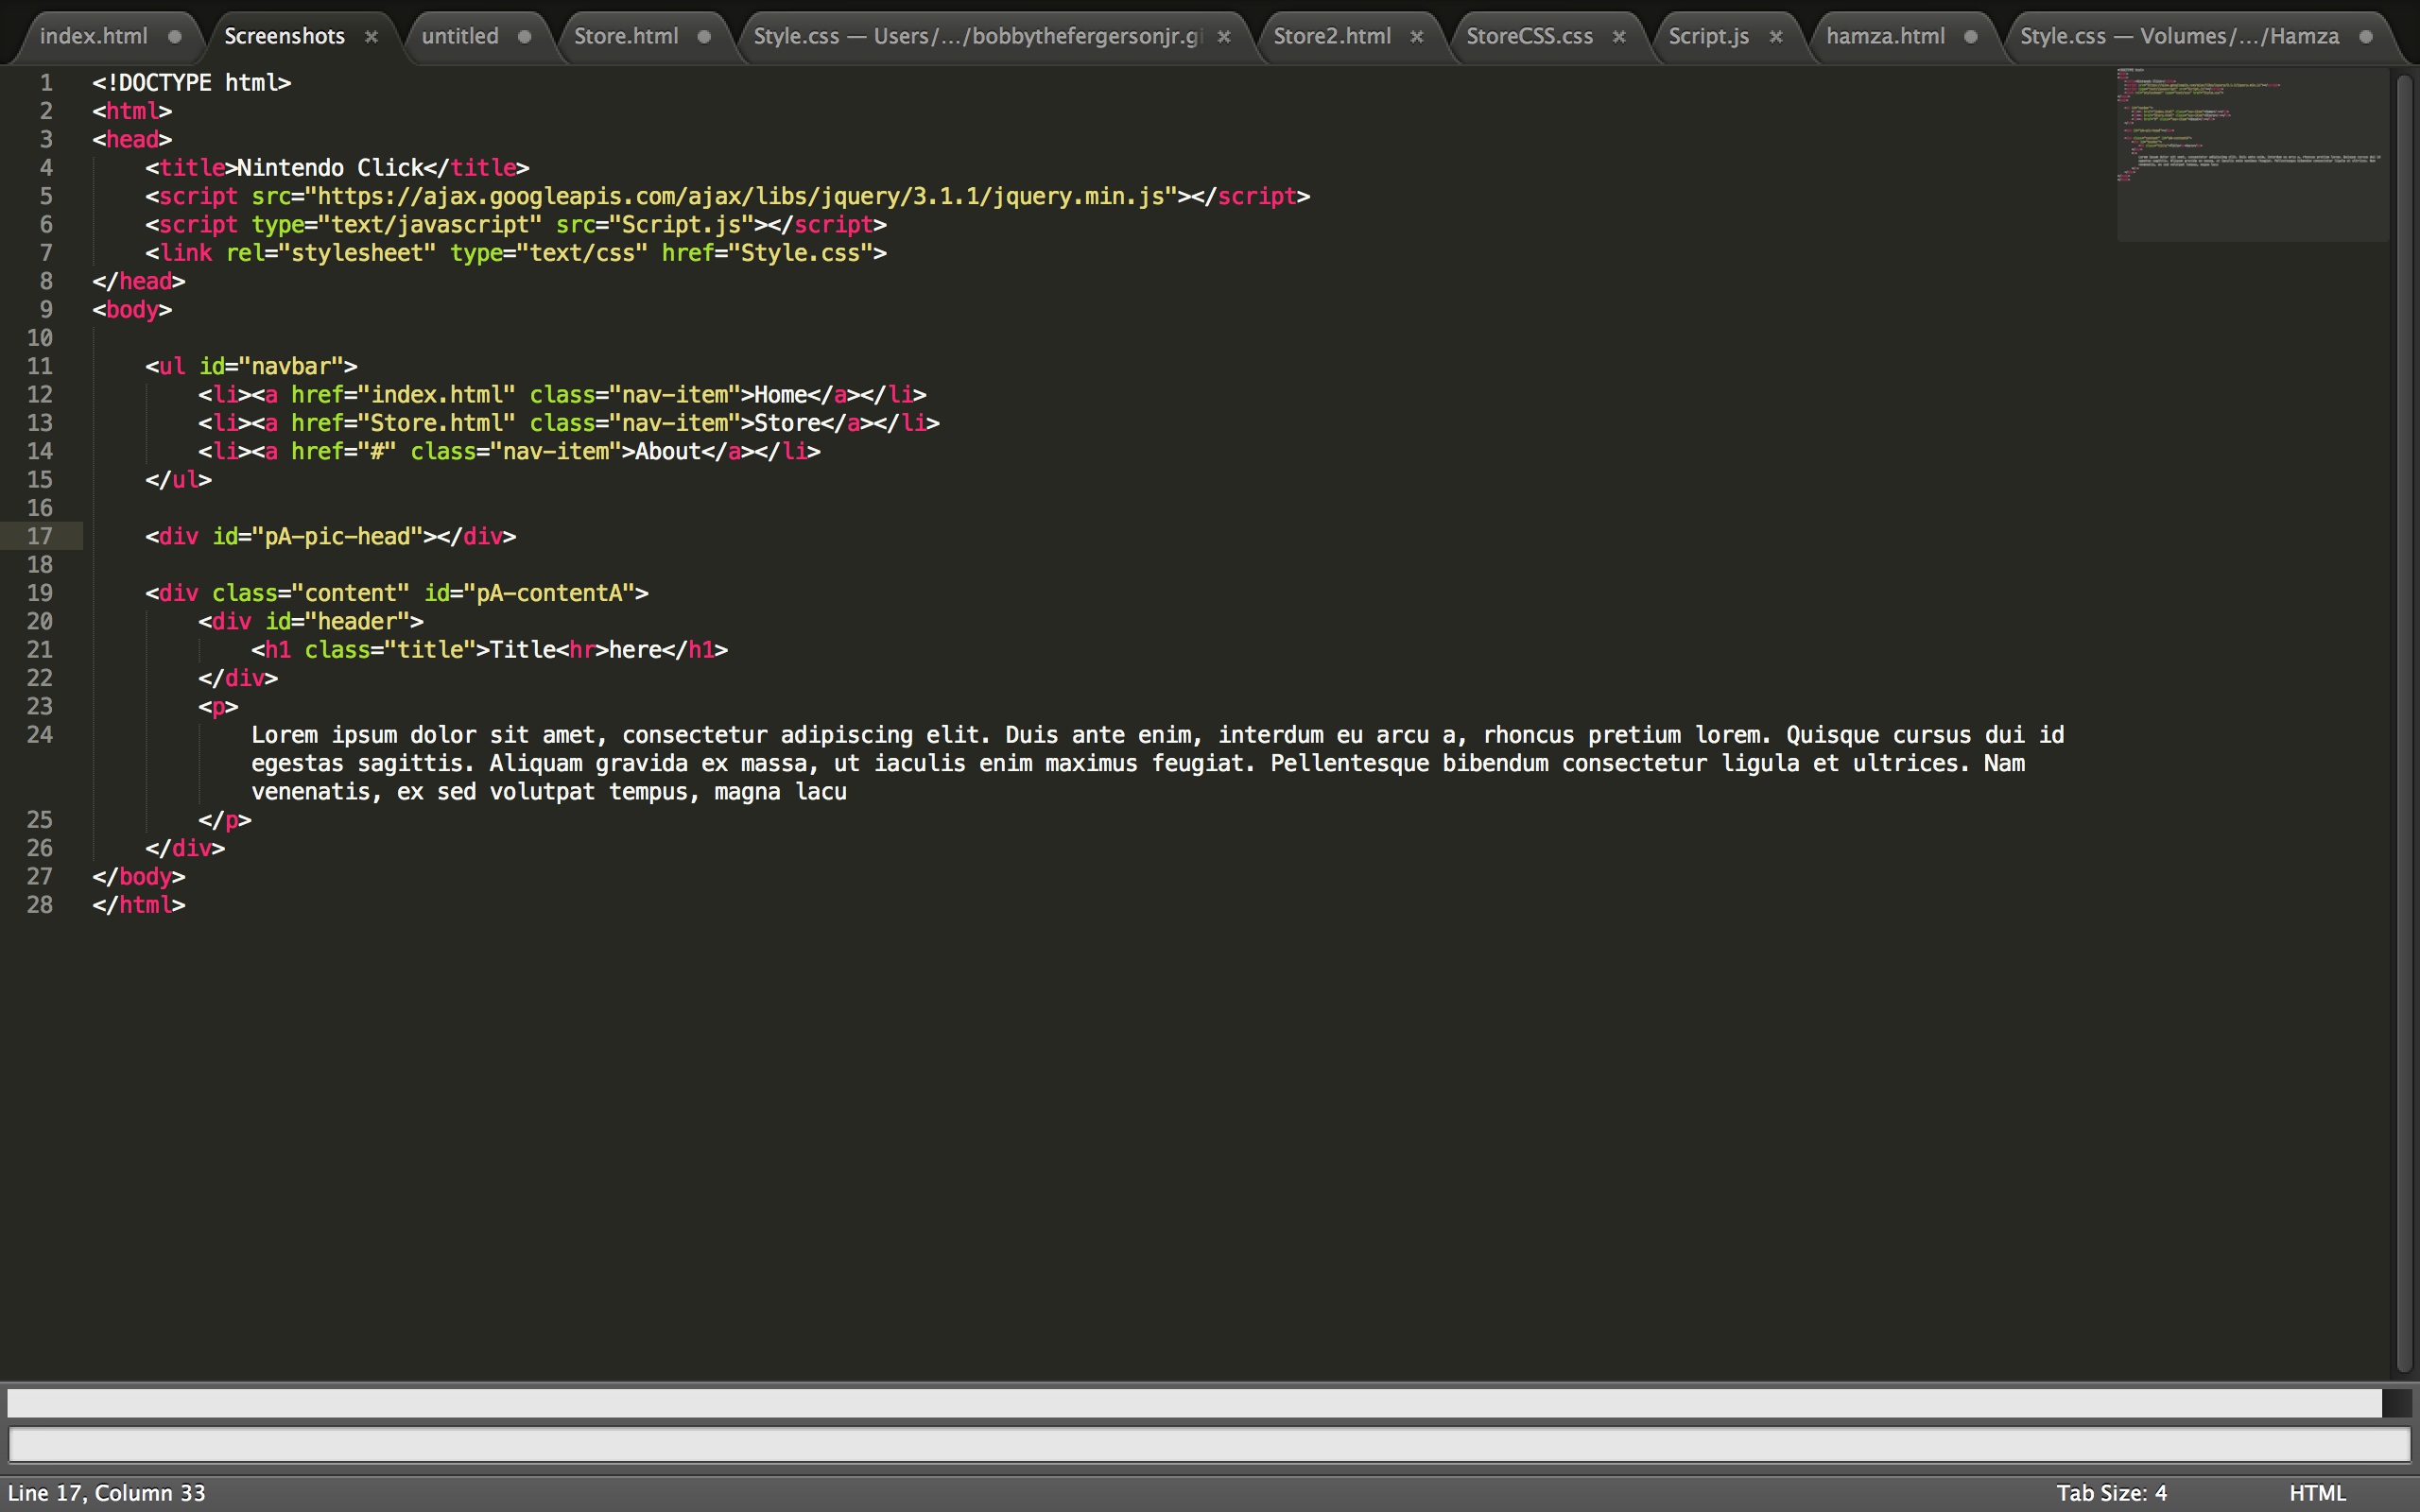 index.html
Screenshots
untitled
Store.html
Style.css — Users/.../bobbythefergersonjr.gi
Store2.html
StoreCSS.css
Script.js
hamza.html
Style.css — Volumes/.../Hamza
1 <!DOCTYPE html>
2 <html>
3 <head>
4     <title>Nintendo Click</title>
5     <script src="https://ajax.googleapis.com/ajax/libs/jquery/3.1.1/jquery.min.js"></script>
6     <script type="text/javascript" src="Script.js"></script>
7     <link rel="stylesheet" type="text/css" href="Style.css">
8 </head>
9 <body>
10
11     <ul id="navbar">
12         <li><a href="index.html" class="nav-item">Home</a></li>
13         <li><a href="Store.html" class="nav-item">Store</a></li>
14         <li><a href="#" class="nav-item">About</a></li>
15     </ul>
16
17     <div id="pA-pic-head"></div>
18
19     <div class="content" id="pA-contentA">
20         <div id="header">
21             <h1 class="title">Title<hr>here</h1>
22         </div>
23         <p>
24             Lorem ipsum dolor sit amet, consectetur adipiscing elit. Duis ante enim, interdum eu arcu a, rhoncus pretium lorem. Quisque cursus dui id
            egestas sagittis. Aliquam gravida ex massa, ut iaculis enim maximus feugiat. Pellentesque bibendum consectetur ligula et ultrices. Nam
            venenatis, ex sed volutpat tempus, magna lacu
25         </p>
26     </div>
27 </body>
28 </html>
Line 17, Column 33
Tab Size: 4
HTML